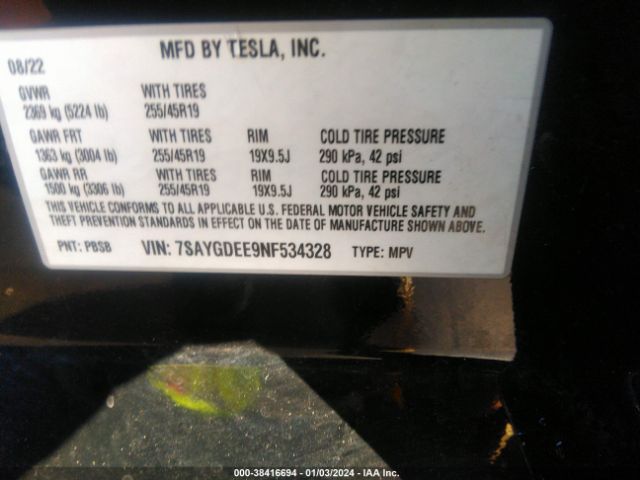 MFD BY TESLA, INC.
08/22
GVWR WITH TIRES
2369 kg (5224 lb) 255/45R19
GAWR FRT WITH TIRES RIM COLD TIRE PRESSURE
1363 kg (3004 lb) 255/45R19 19X9.5J 290 kPa, 42 psi
GAWR RR WITH TIRES RIM COLD TIRE PRESSURE
1500 kg (3306 lb) 255/45R19 19X9.5J 290 kPa, 42 psi
THIS VEHICLE CONFORMS TO ALL APPLICABLE U.S. FEDERAL MOTOR VEHICLE SAFETY AND
THEFT PREVENTION STANDARDS IN EFFECT ON THE DATE OF MANUFACTURE SHOWN ABOVE.
PNT: PBSB VIN: 7SAYGDEE9NF534328 TYPE: MPV
000-38416694 - 01/03/2024 - IAA Inc.